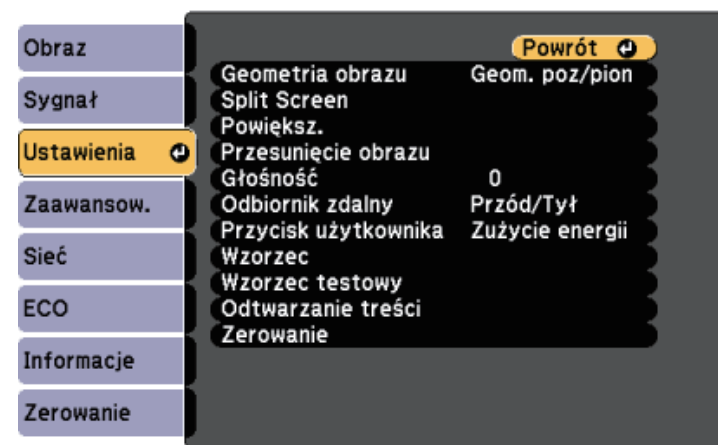 Obraz
Sygnał
Ustawienia
Zaawansow.
Sieć
ECO
Informacje
Zerowanie
Powrót
Geometria obrazu Geom. poz/pion
Split Screen
Powiększ.
Przesunięcie obrazu
Głośność 0
Odbiornik zdalny Przód/Tył
Przycisk użytkownika Zużycie energii
Wzorzec
Wzorzec testowy
Odtwarzanie treści
Zerowanie